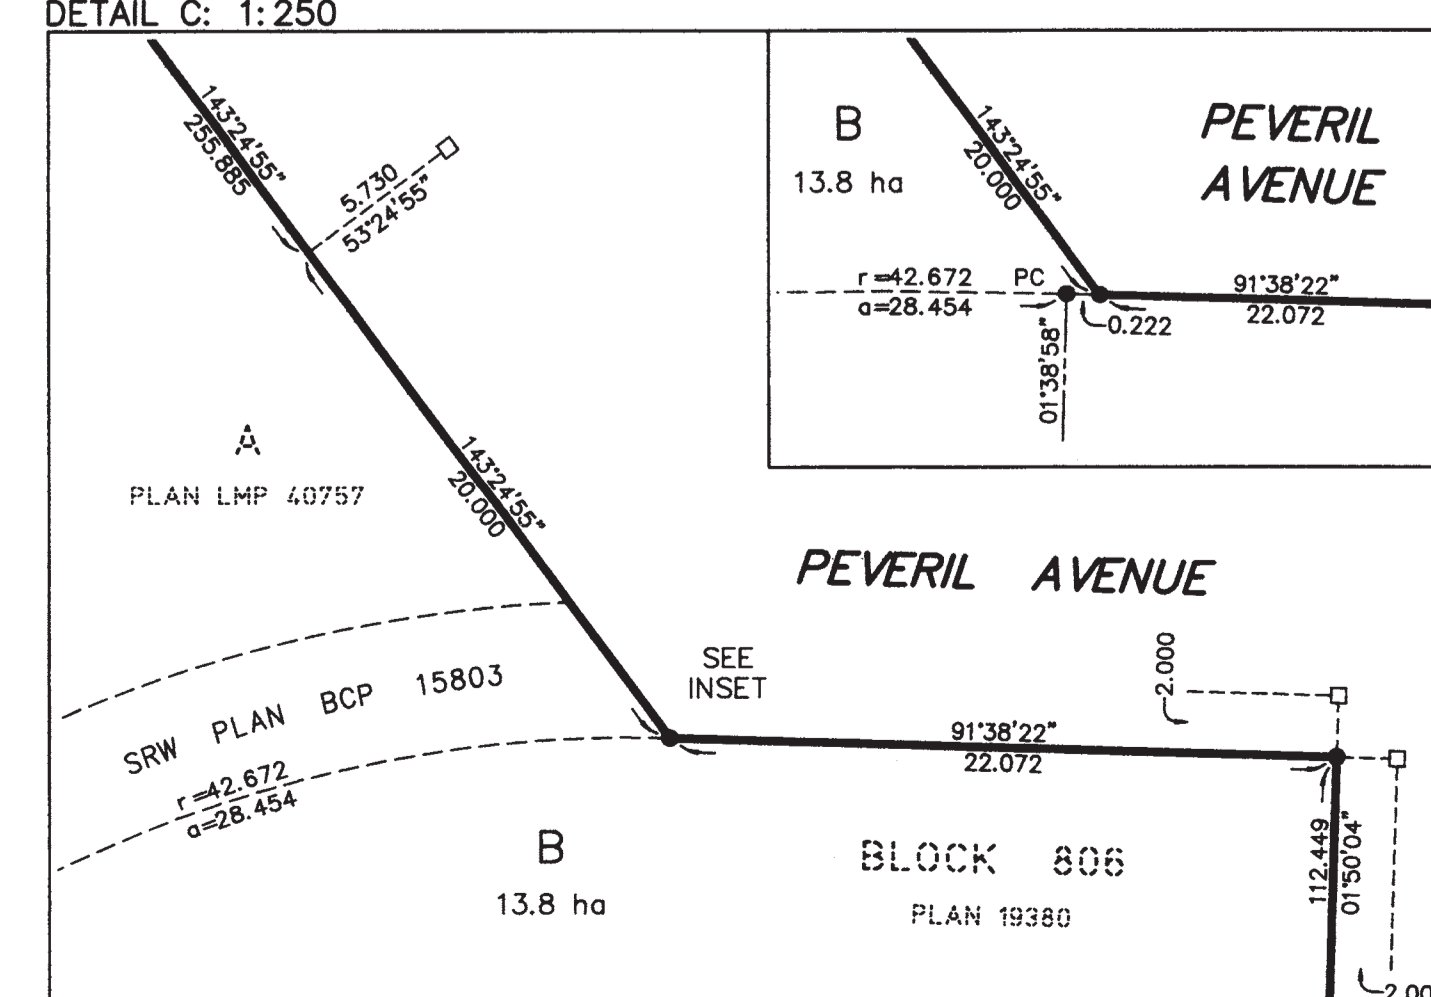 DETAIL C: 1:250
143°24'55"
255.885
5.730
53°24'55"
B
13.8 ha
143°24'55"
20.000
PEVERIL
AVENUE
r=42.672
a=28.454
PC
91°38'22"
22.072
0.222
01°38'58"
A
PLAN LMP 40757
143°24'55"
20.000
PEVERIL AVENUE
SEE
INSET
2.000
SRW PLAN BCP 15803
r=42.672
a=28.454
91°38'22"
22.072
B
13.8 ha
BLOCK 806
PLAN 19380
112.449
01°50'04"